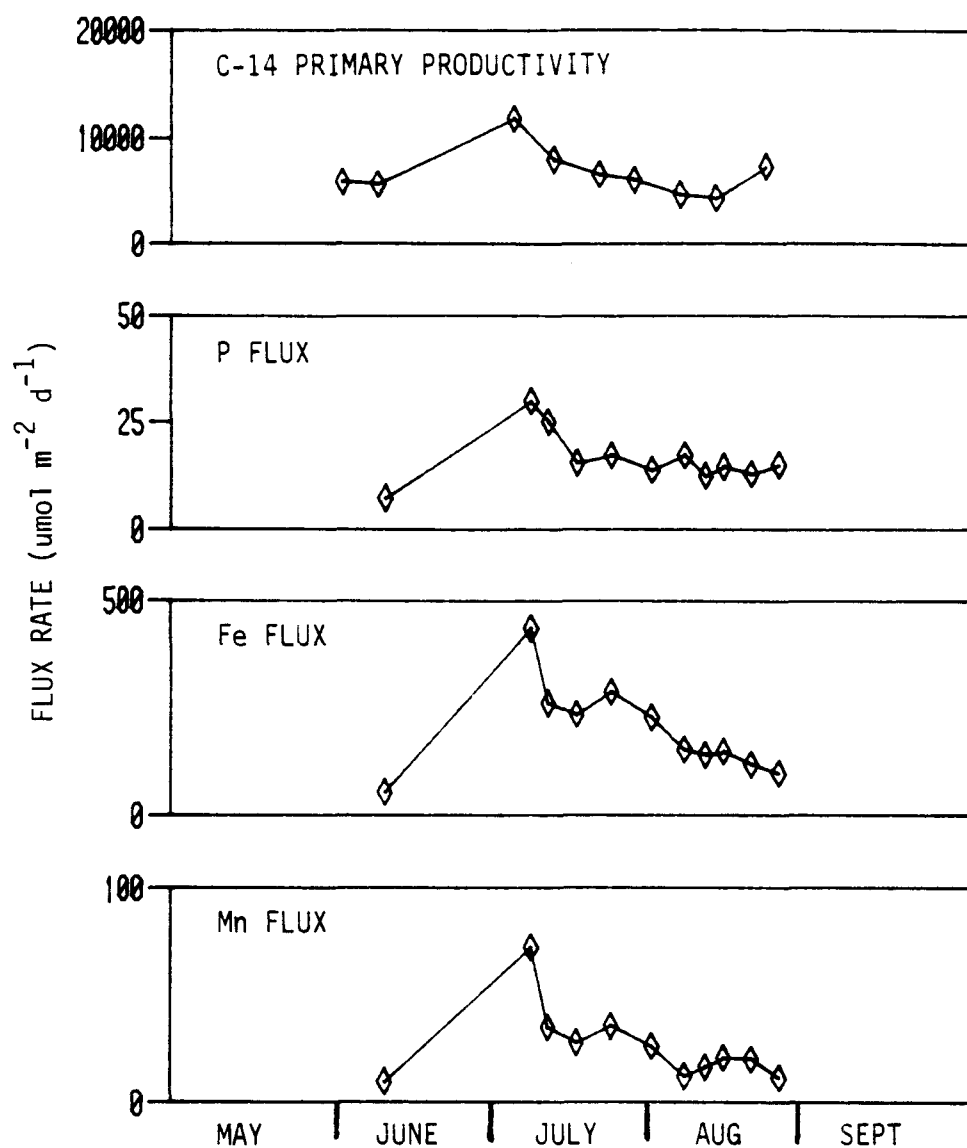 20000
C-14 PRIMARY PRODUCTIVITY
10000
0
50
P FLUX
25
0
FLUX RATE (umol m⁻² d⁻¹)
500
Fe FLUX
0
100
Mn FLUX
0
MAY JUNE JULY AUG SEPT